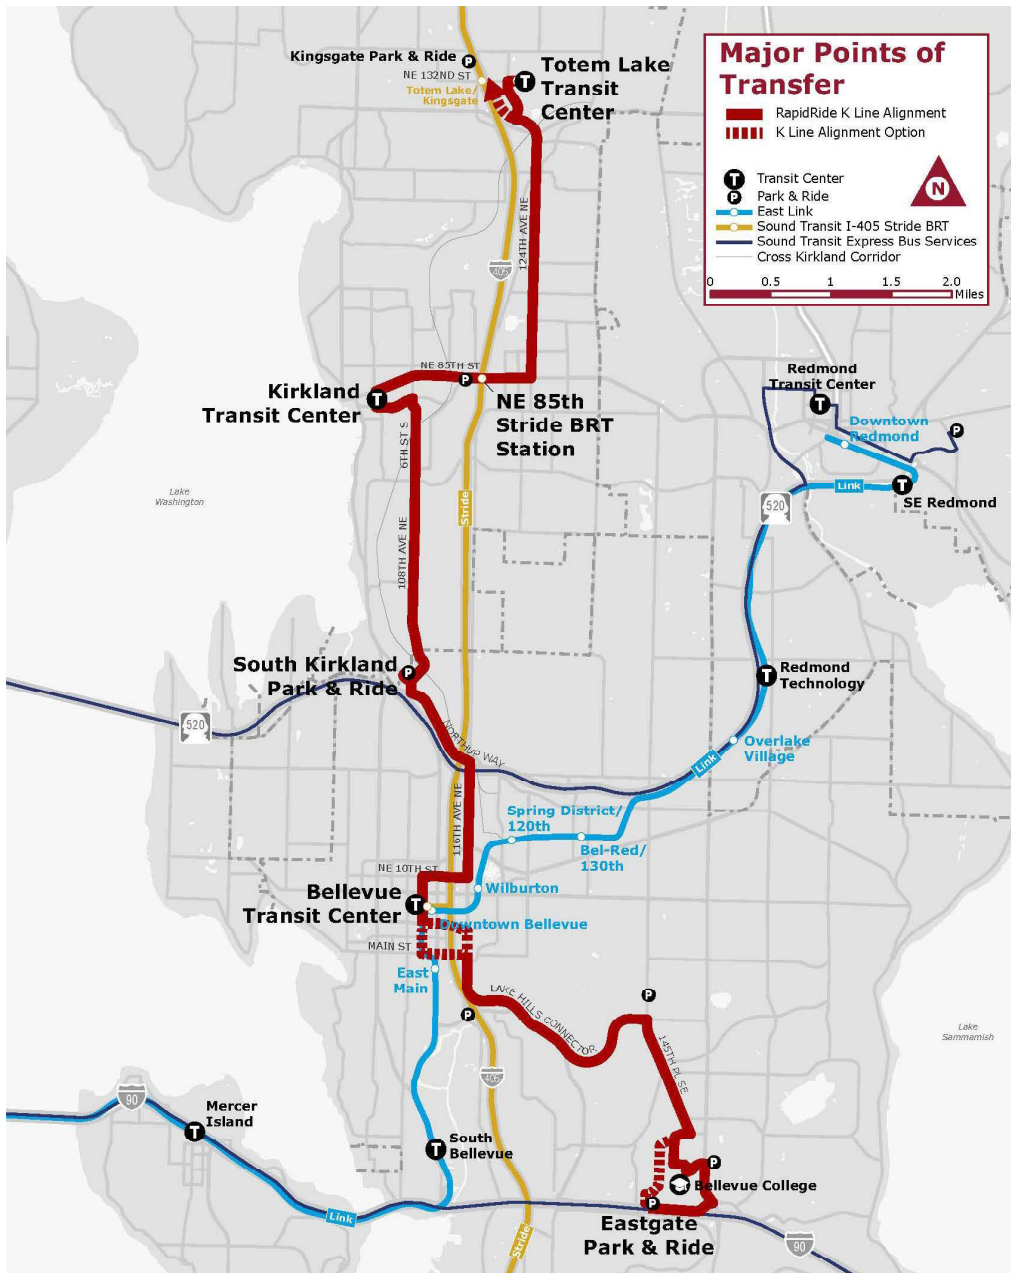 Kingsgate Park & Ride
P
NE 132ND ST
Totem Lake/
Kingsgate
T
Totem Lake
Transit
Center
Major Points of
Transfer
RapidRide K Line Alignment
K Line Alignment Option
T
Transit Center
P
Park & Ride
East Link
Sound Transit I-405 Stride BRT
Sound Transit Express Bus Services
Cross Kirkland Corridor
N
0 0.5 1 1.5 2.0
Miles
124TH AVE NE
405
NE 85TH ST
P
Kirkland
Transit Center
T
NE 85th
Stride BRT
Station
6TH ST S
Redmond
Transit Center
T
Downtown
Redmond
P
Link
T
SE Redmond
520
Lake
Washington
Stride
108TH AVE NE
South Kirkland
Park & Ride
P
T
Redmond
Technology
520
NORTHUP WAY
Overlake
Village
Link
116TH AVE NE
Spring District/
120th
Bel-Red/
130th
NE 10TH ST
Bellevue
Transit Center
T
Wilburton
Downtown Bellevue
MAIN ST
East
Main
LAKE HILLS CONNECTOR
P
P
145TH PL SE
Lake
Sammamish
405
90
Mercer
Island
T
T
South
Bellevue
P
Bellevue College
P
Link
Eastgate
Park & Ride
Stride
90